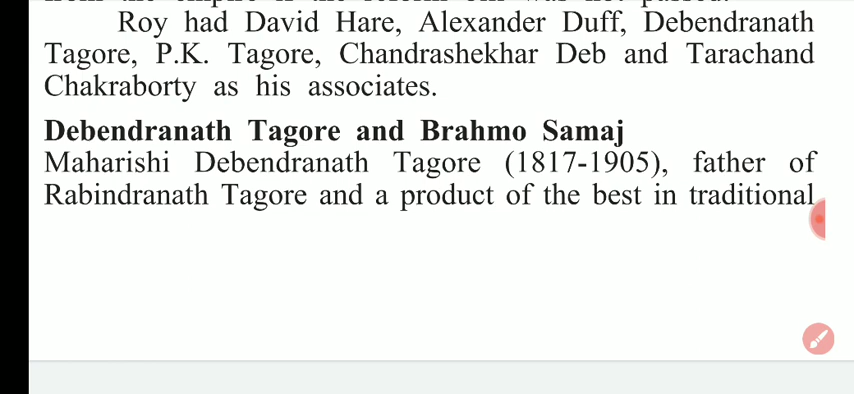 Roy had David Hare, Alexander Duff, Debendranath
Tagore, P.K. Tagore, Chandrashekhar Deb and Tarachand
Chakraborty as his associates.
Debendranath Tagore and Brahmo Samaj
Maharishi Debendranath Tagore (1817-1905), father of
Rabindranath Tagore and a product of the best in traditional